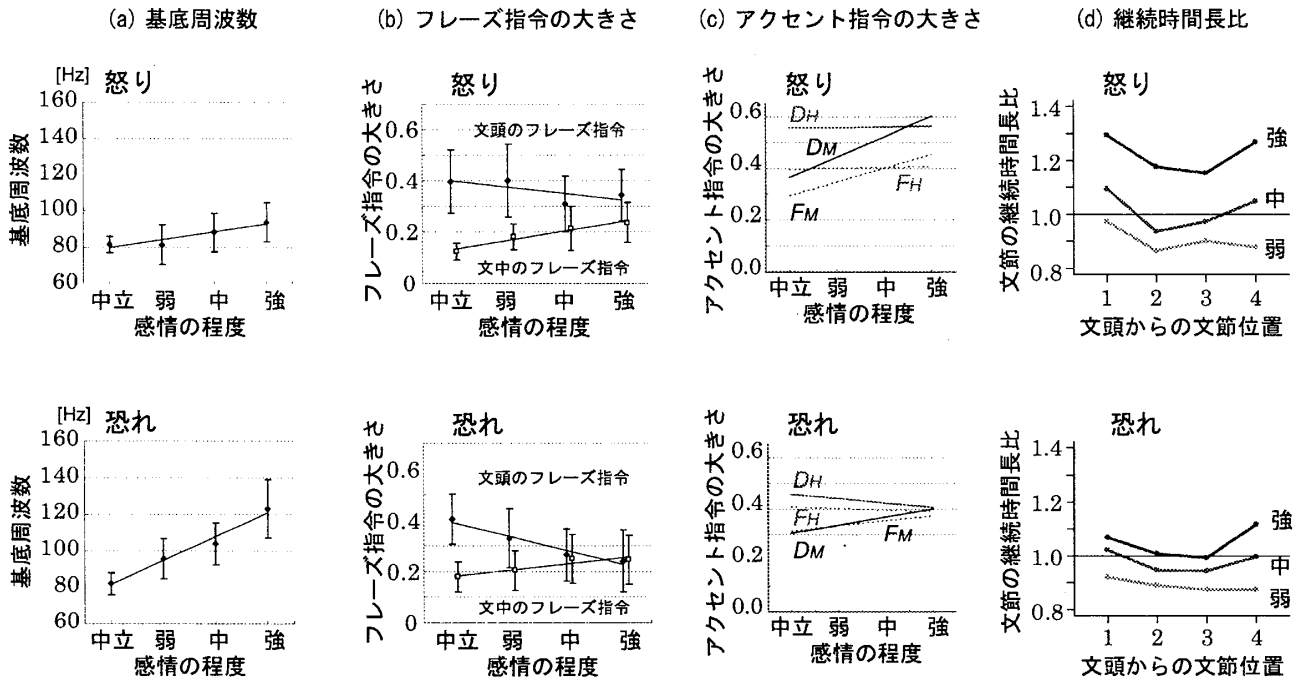 (a) 基底周波数
(b) フレーズ指令の大きさ
(c) アクセント指令の大きさ
(d) 継続時間長比
[Hz]
怒り
基底周波数
160
140
120
100
80
60
中立 弱 中 強
感情の程度
怒り
フレーズ指令の大きさ
0.6
0.4
0.2
0
文頭のフレーズ指令
文中のフレーズ指令
中立 弱 中 強
感情の程度
怒り
アクセント指令の大きさ
0.6
0.4
0.2
0.0
DH
DM
FH
FM
中立 弱 中 強
感情の程度
怒り
文節の継続時間長比
1.4
1.2
1.0
0.8
強
中
弱
1 2 3 4
文頭からの文節位置
[Hz]
恐れ
基底周波数
160
140
120
100
80
60
中立 弱 中 強
感情の程度
恐れ
フレーズ指令の大きさ
0.6
0.4
0.2
0
文頭のフレーズ指令
文中のフレーズ指令
中立 弱 中 強
感情の程度
恐れ
アクセント指令の大きさ
0.6
0.4
0.2
0.0
DH
FH
DM
FM
中立 弱 中 強
感情の程度
恐れ
文節の継続時間長比
1.4
1.2
1.0
0.8
強
中
弱
1 2 3 4
文頭からの文節位置